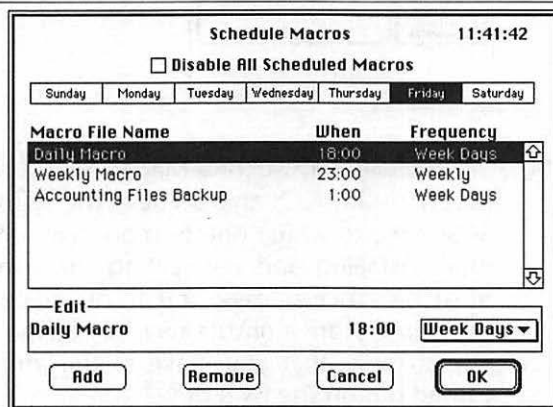 Schedule Macros 11:41:42
Disable All Scheduled Macros
Sunday Monday Tuesday Wednesday Thursday Friday Saturday
Macro File Name When Frequency
Daily Macro 18:00 Week Days
Weekly Macro 23:00 Weekly
Accounting Files Backup 1:00 Week Days
Edit
Daily Macro 18:00 Week Days
Add Remove Cancel OK